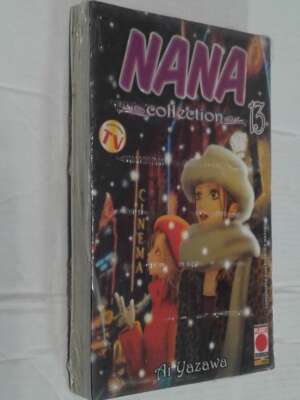 NANA
collection 13
TV
CINEMA
Ai Yazawa